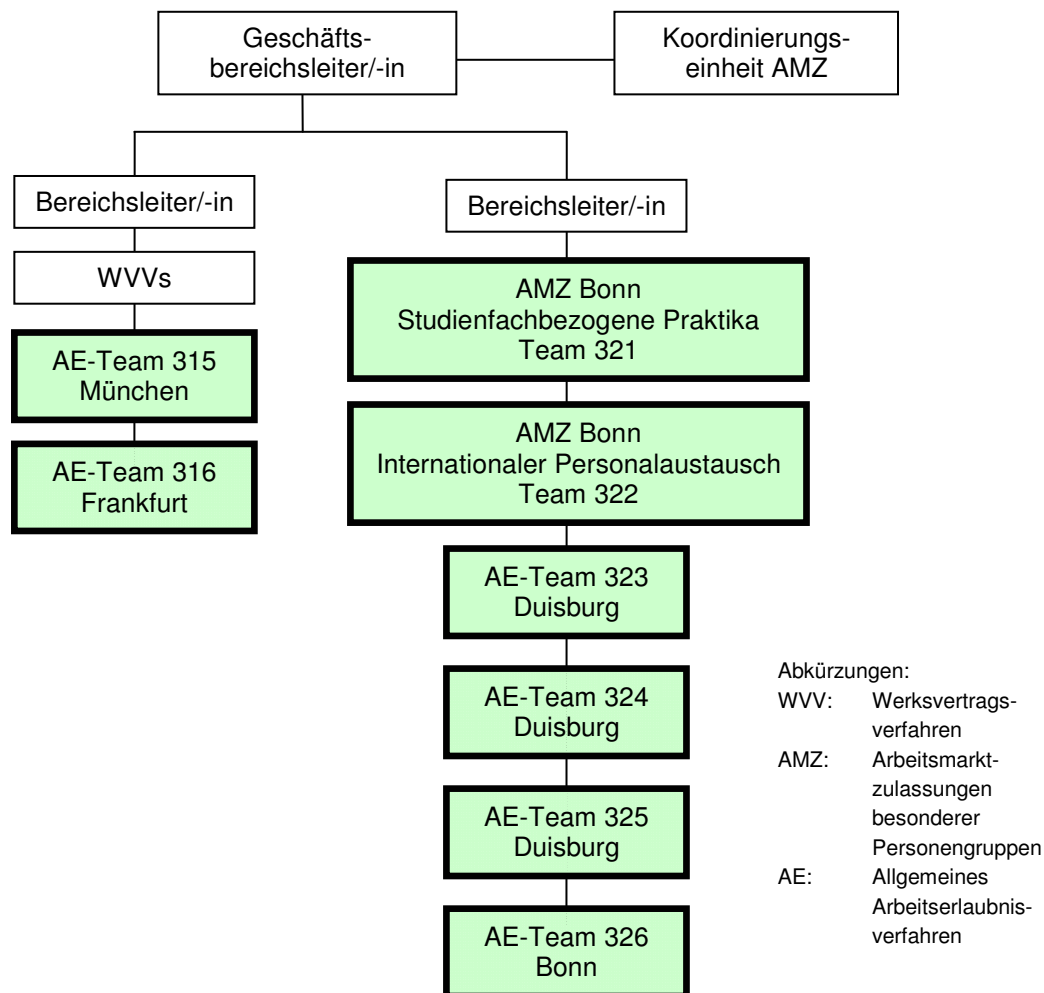 Geschäfts-
bereichsleiter/-in
Koordinierungs-
einheit AMZ
Bereichsleiter/-in
WVVs
AE-Team 315
München
AE-Team 316
Frankfurt
Bereichsleiter/-in
AMZ Bonn
Studienfachbezogene Praktika
Team 321
AMZ Bonn
Internationaler Personalaustausch
Team 322
AE-Team 323
Duisburg
AE-Team 324
Duisburg
AE-Team 325
Duisburg
AE-Team 326
Bonn
Abkürzungen:
WVV: Werksvertrags-
verfahren
AMZ: Arbeitsmarkt-
zulassungen
besonderer
Personengruppen
AE: Allgemeines
Arbeitserlaubnis-
verfahren